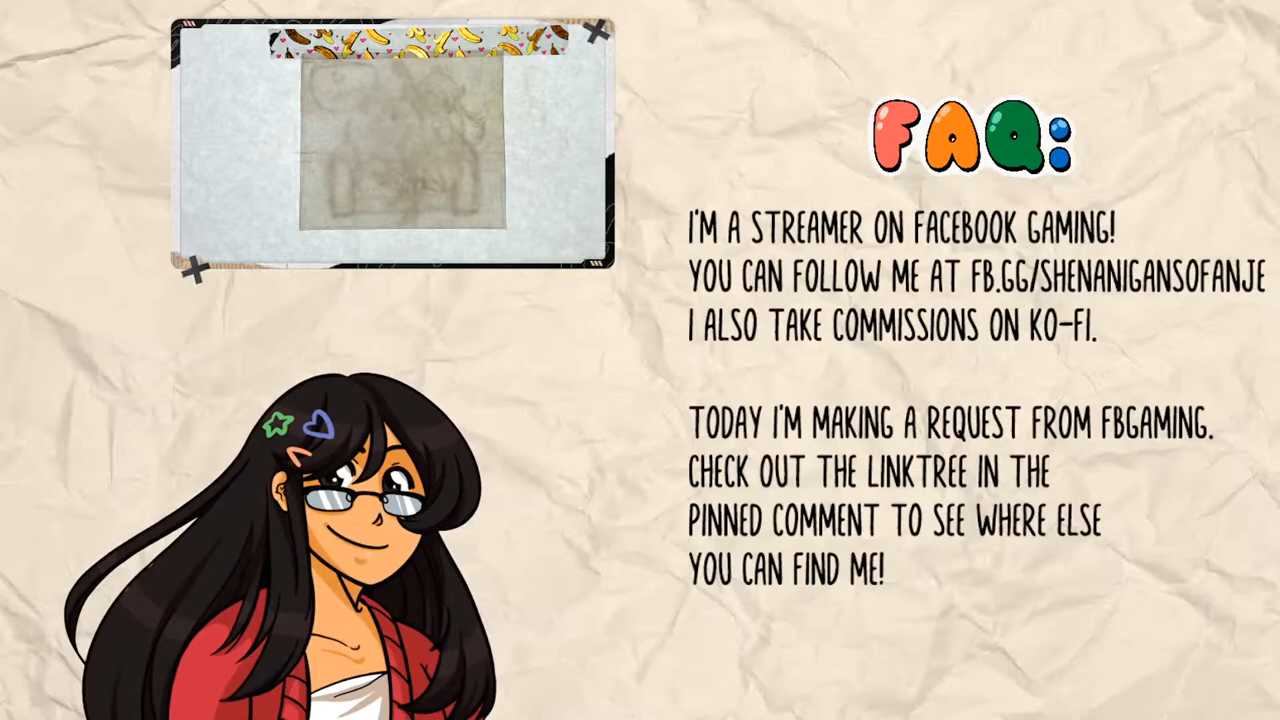 FAQ:
I'M A STREAMER ON FACEBOOK GAMING!
YOU CAN FOLLOW ME AT FB.GG/SHENANIGANSOFANJE
I ALSO TAKE COMMISSIONS ON KO-FI.
TODAY I'M MAKING A REQUEST FROM FBGAMING.
CHECK OUT THE LINKTREE IN THE
PINNED COMMENT TO SEE WHERE ELSE
YOU CAN FIND ME!